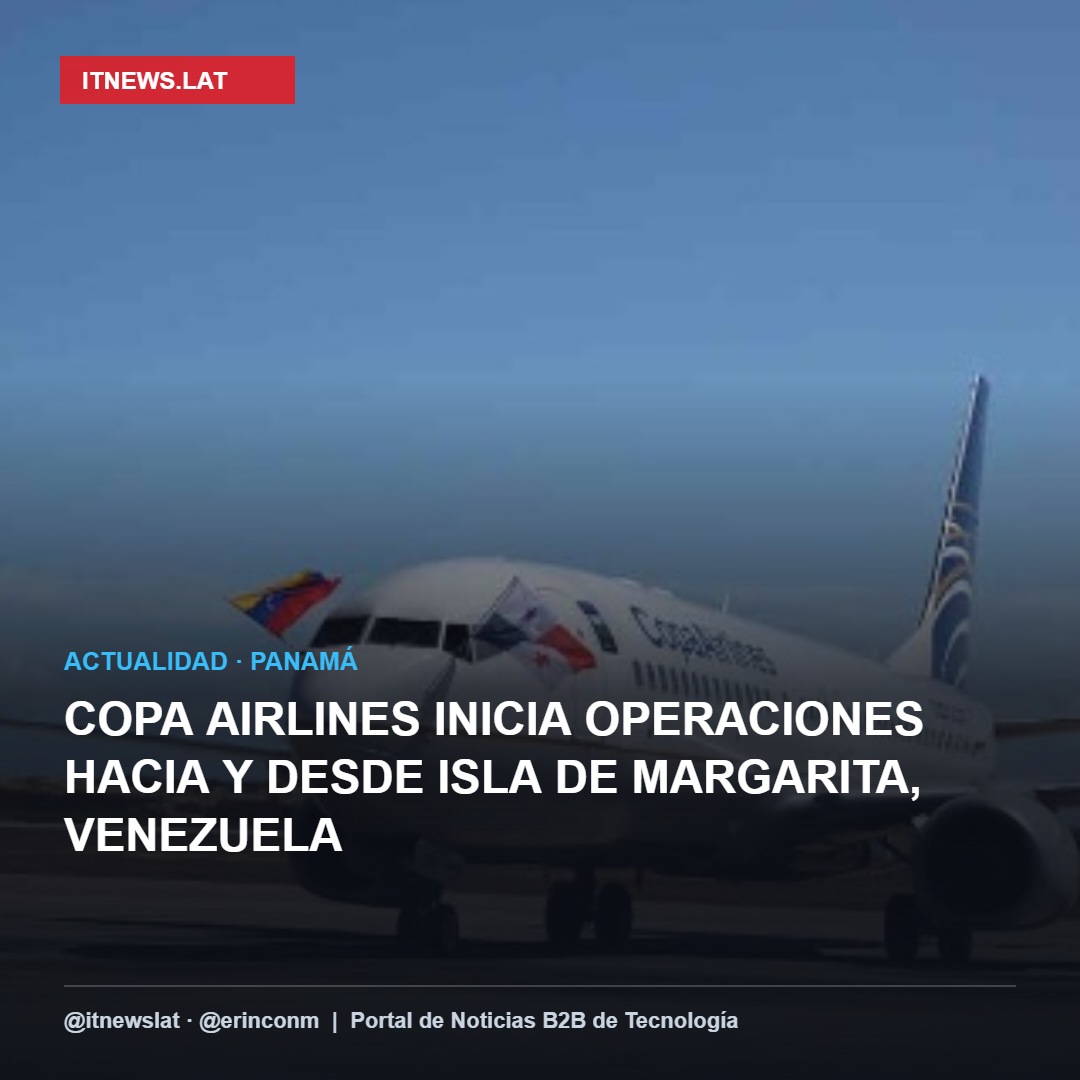 ITNEWS.LAT
CopaAirlines
ACTUALIDAD · PANAMÁ
COPA AIRLINES INICIA OPERACIONES
HACIA Y DESDE ISLA DE MARGARITA,
VENEZUELA
@itnewslat · @erinconm | Portal de Noticias B2B de Tecnología